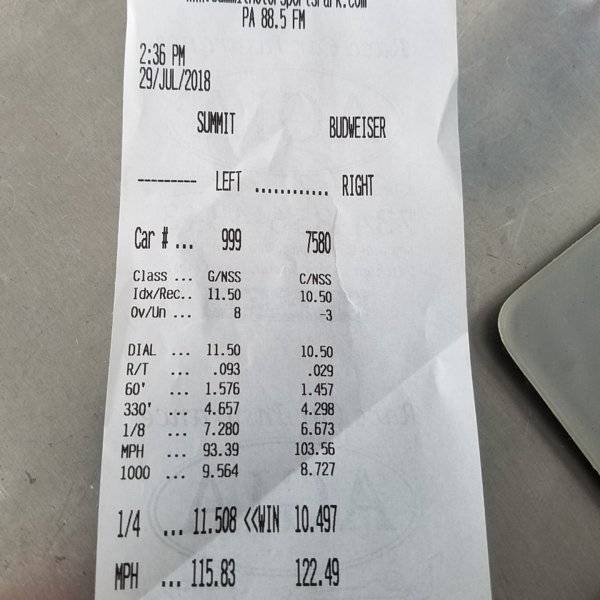 www.summitmotorsportspark.com
PA 88.5 FM
2:36 PM
29/JUL/2018
SUMMIT BUDWEISER
--------- LEFT ............ RIGHT
Car # ... 999 7580
Class ... G/NSS C/NSS
Idx/Rec.. 11.50 10.50
Ov/Un ... 8 -3
DIAL ... 11.50 10.50
R/T ... .093 .029
60' ... 1.576 1.457
330' ... 4.657 4.298
1/8 ... 7.280 6.673
MPH ... 93.39 103.56
1000 ... 9.564 8.727
1/4 ... 11.508 <<WIN 10.497
MPH ... 115.83 122.49